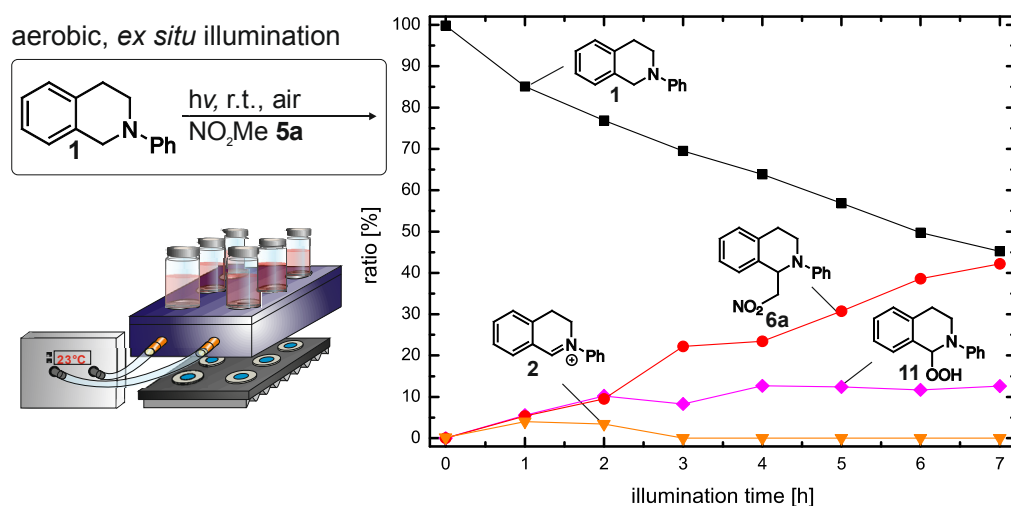 aerobic, ex situ illumination
N
Ph
1
hν, r.t., air
NO₂Me 5a
23°C
ratio [%]
100
90
80
70
60
50
40
30
20
10
0
N
Ph
1
N
Ph
NO₂
6a
N
Ph
⊕
2
N
Ph
11
OOH
0 1 2 3 4 5 6 7
illumination time [h]